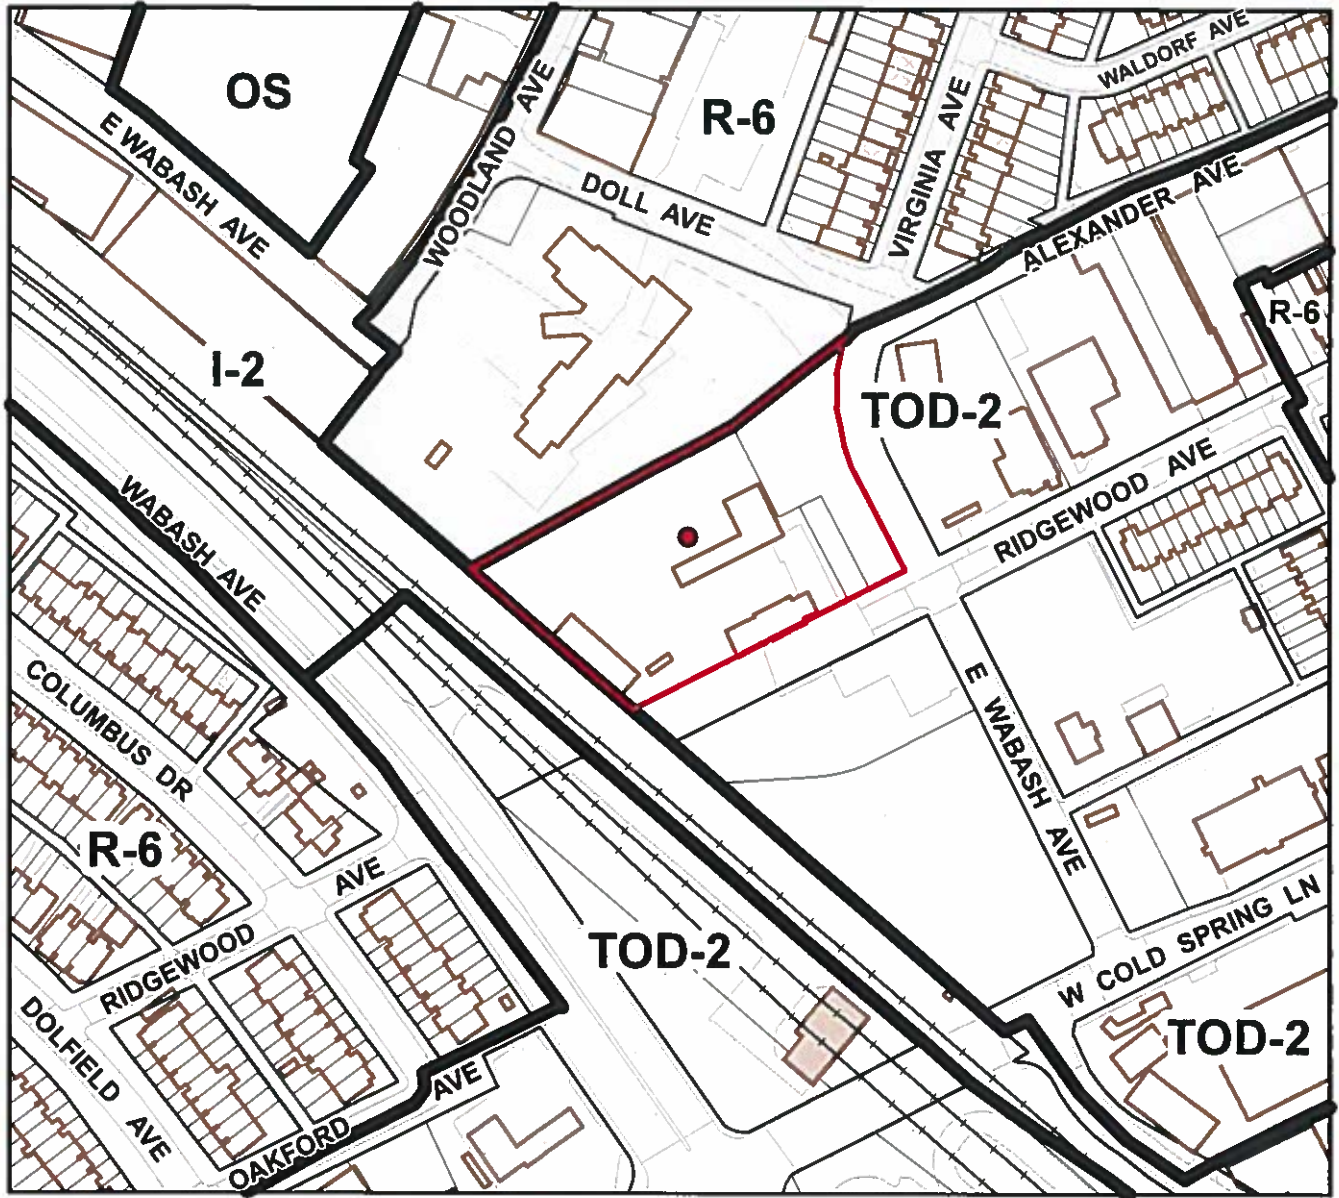 WALDORF AVE
OS
R-6
E WABASH AVE
WOODLAND AVE
VIRGINIA AVE
DOLL AVE
ALEXANDER AVE
R-6
I-2
TOD-2
RIDGEWOOD AVE
WABASH AVE
E WABASH AVE
COLUMBUS DR
R-6
RIDGEWOOD AVE
TOD-2
W COLD SPRING LN
DOLFIELD AVE
TOD-2
OAKFORD AVE